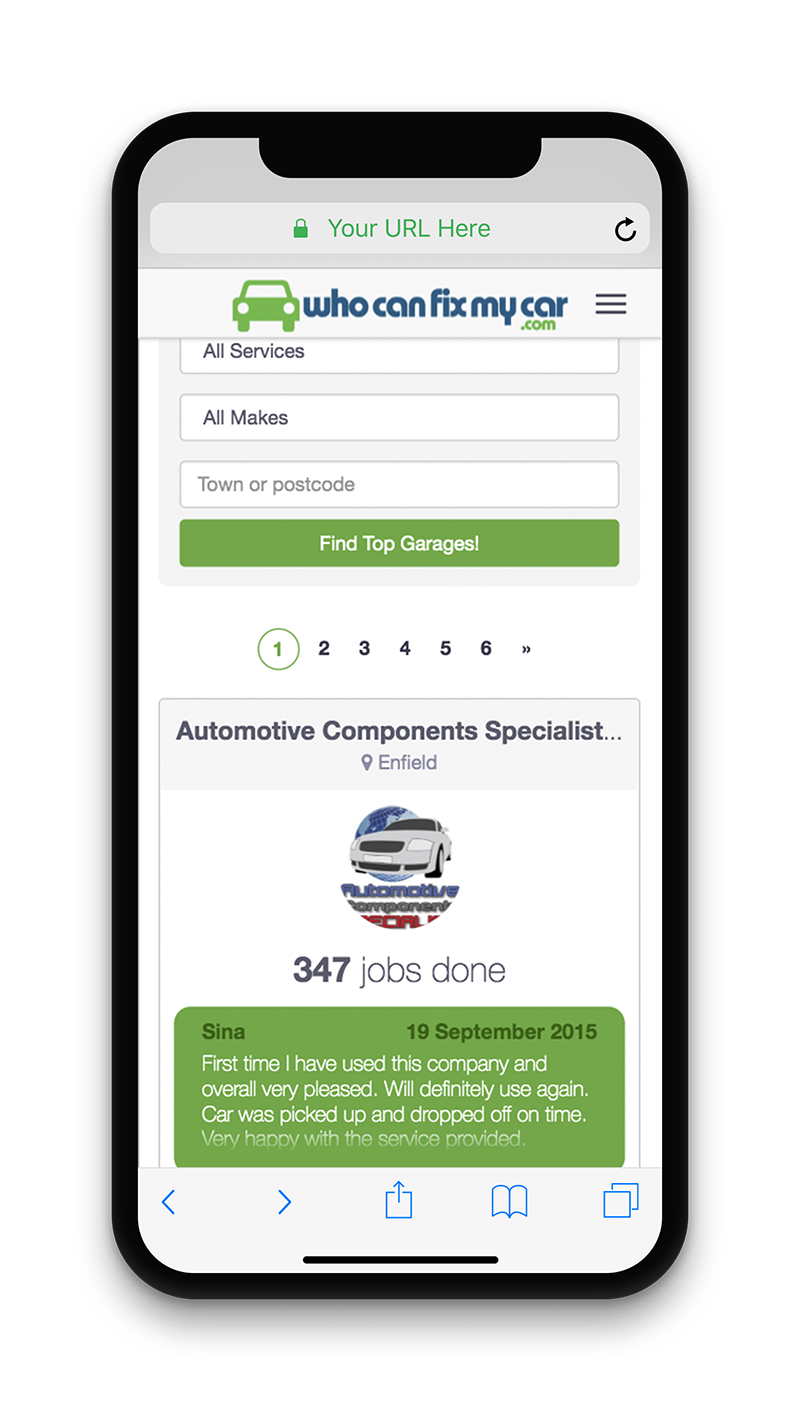 Your URL Here
who can fix my car
.com
All Services
All Makes
Town or postcode
Find Top Garages!
1 2 3 4 5 6 »
Automotive Components Specialist...
Enfield
Automotive
347 jobs done
Sina 19 September 2015
First time I have used this company and
overall very pleased. Will definitely use again.
Car was picked up and dropped off on time.
Very happy with the service provided.